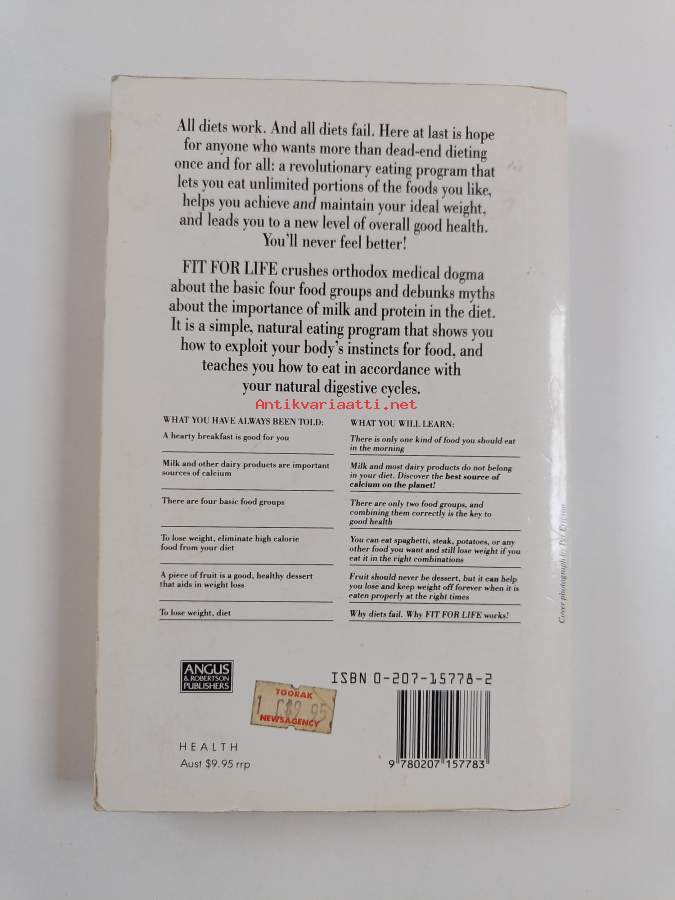 All diets work. And all diets fail. Here at last is hope
for anyone who wants more than dead-end dieting
once and for all: a revolutionary eating program that
lets you eat unlimited portions of the foods you like,
helps you achieve and maintain your ideal weight,
and leads you to a new level of overall good health.
You'll never feel better!
FIT FOR LIFE crushes orthodox medical dogma
about the basic four food groups and debunks myths
about the importance of milk and protein in the diet.
It is a simple, natural eating program that shows you
how to exploit your body's instincts for food, and
teaches you how to eat in accordance with
your natural digestive cycles.
Antikvariaatti.net
WHAT YOU HAVE ALWAYS BEEN TOLD:
A hearty breakfast is good for you
Milk and other dairy products are important
sources of calcium
There are four basic food groups
To lose weight, eliminate high calorie
food from your diet
A piece of fruit is a good, healthy dessert
that aids in weight loss
To lose weight, diet
WHAT YOU WILL LEARN:
There is only one kind of food you should eat
in the morning
Milk and most dairy products do not belong
in your diet. Discover the best source of
calcium on the planet!
There are only two food groups, and
combining them correctly is the key to
good health
You can eat spaghetti, steak, potatoes, or any
other food you want and still lose weight if you
eat it in the right combinations
Fruit should never be dessert, but it can help
you lose and keep weight off forever when it is
eaten properly at the right times
Why diets fail. Why FIT FOR LIFE works!
Cover photograph by
ANGUS
& ROBERTSON
PUBLISHERS
TOORAK
NEWSAGENCY
ISBN 0-207-15778-2
9 780207 157783
HEALTH
Aust $9.95 rrp